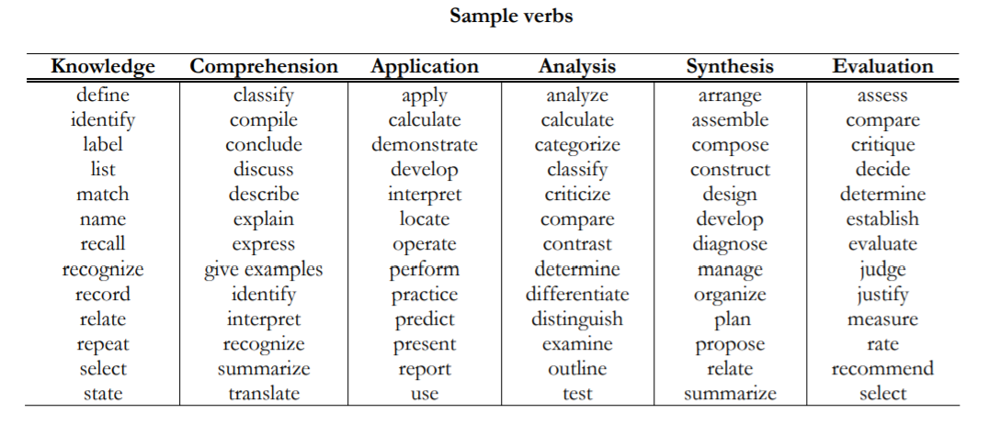 Sample verbs
Knowledge Comprehension Application Analysis Synthesis Evaluation
define classify apply analyze arrange assess
identify compile calculate calculate assemble compare
label conclude demonstrate categorize compose critique
list discuss develop classify construct decide
match describe interpret criticize design determine
name explain locate compare develop establish
recall express operate contrast diagnose evaluate
recognize give examples perform determine manage judge
record identify practice differentiate organize justify
relate interpret predict distinguish plan measure
repeat recognize present examine propose rate
select summarize report outline relate recommend
state translate use test summarize select